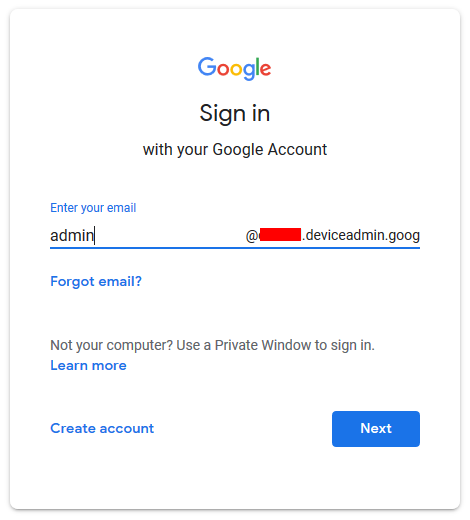 Google
Sign in
with your Google Account
Enter your email
admin @ .deviceadmin.goog
Forgot email?
Not your computer? Use a Private Window to sign in.
Learn more
Create account Next